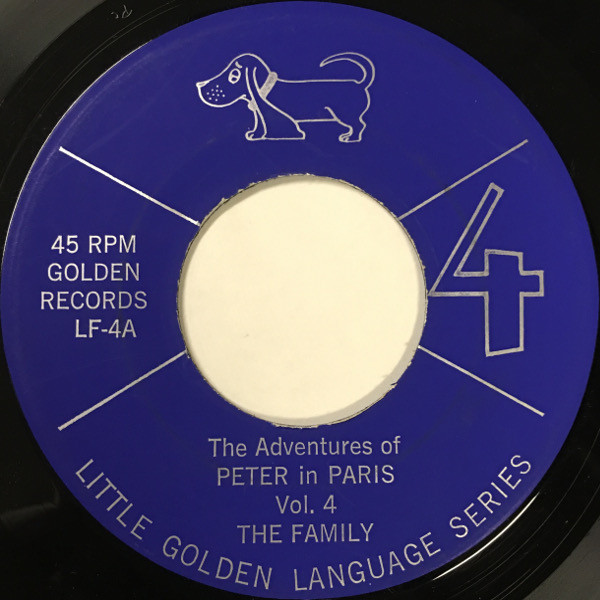 45 RPM
GOLDEN
RECORDS
LF-4A
4
The Adventures of
PETER in PARIS
Vol. 4
THE FAMILY
LITTLE GOLDEN LANGUAGE SERIES